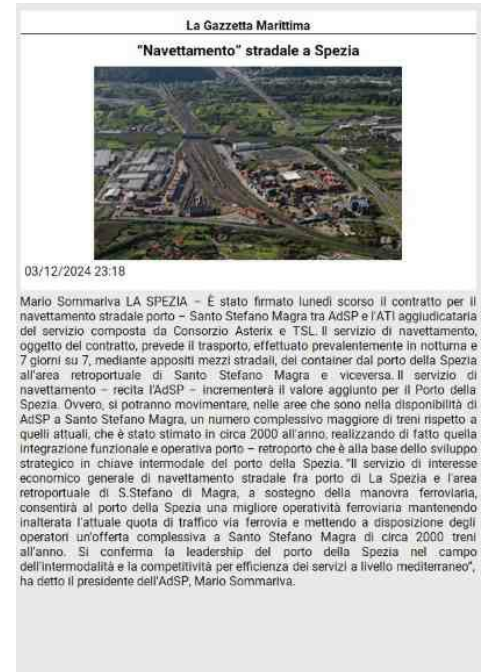 La Gazzetta Marittima
“Navettamento” stradale a Spezia
03/12/2024 23:18
Mario Sommariva LA SPEZIA – È stato firmato lunedì scorso il contratto per il
navettamento stradale porto – Santo Stefano Magra tra AdSP e l'ATI aggiudicataria
del servizio composta da Consorzio Asterix e TSL. Il servizio di navettamento,
oggetto del contratto, prevede il trasporto, effettuato prevalentemente in notturna e
7 giorni su 7, mediante appositi mezzi stradali, dei container dal porto della Spezia
all'area retroportuale di Santo Stefano Magra e viceversa. Il servizio di
navettamento – recita l'AdSP – incrementerà il valore aggiunto per il Porto della
Spezia. Ovvero, si potranno movimentare, nelle aree che sono nella disponibilità di
AdSP a Santo Stefano Magra, un numero complessivo maggiore di treni rispetto a
quelli attuali, che è stato stimato in circa 2000 all'anno, realizzando di fatto quella
integrazione funzionale e operativa porto – retroporto che è alla base dello sviluppo
strategico in chiave intermodale del porto della Spezia. “Il servizio di interesse
economico generale di navettamento stradale fra porto di La Spezia e l'area
retroportuale di S.Stefano di Magra, a sostegno della manovra ferroviaria,
consentirà al porto della Spezia una migliore operatività ferroviaria mantenendo
inalterata l'attuale quota di traffico via ferrovia e mettendo a disposizione degli
operatori un'offerta complessiva a Santo Stefano Magra di circa 2000 treni
all'anno. Si conferma la leadership del porto della Spezia nel campo
dell'intermodalità e la competitività per efficienza dei servizi a livello mediterraneo”,
ha detto il presidente dell'AdSP, Mario Sommariva.